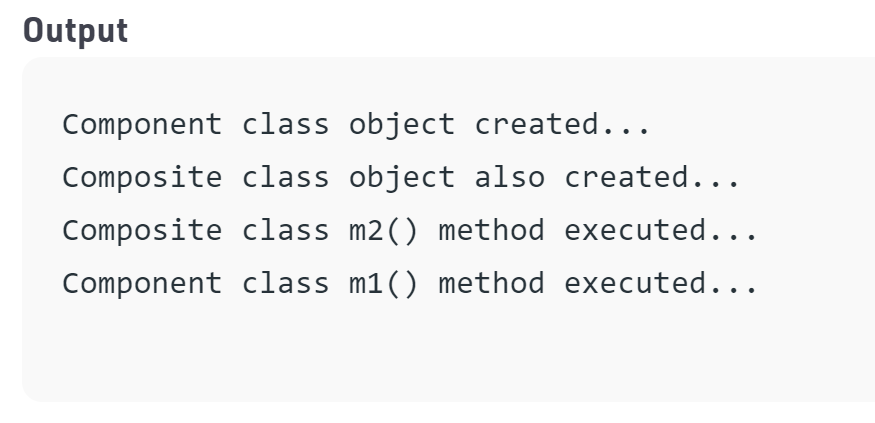 Output
Component class object created...
Composite class object also created...
Composite class m2() method executed...
Component class m1() method executed...